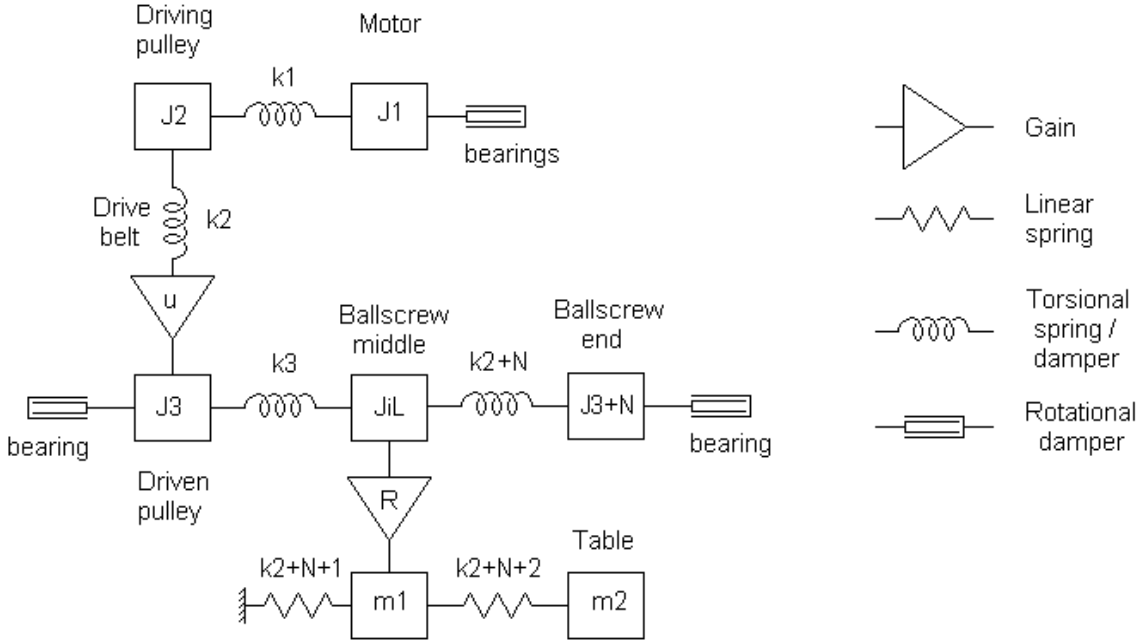 Driving
pulley
Motor
k1
J2
J1
bearings
Drive
belt
k2
u
Ballscrew
middle
Ballscrew
end
k3
k2+N
J3
JiL
J3+N
bearing
bearing
Driven
pulley
R
Table
k2+N+1
k2+N+2
m1
m2
Gain
Linear
spring
Torsional
spring /
damper
Rotational
damper